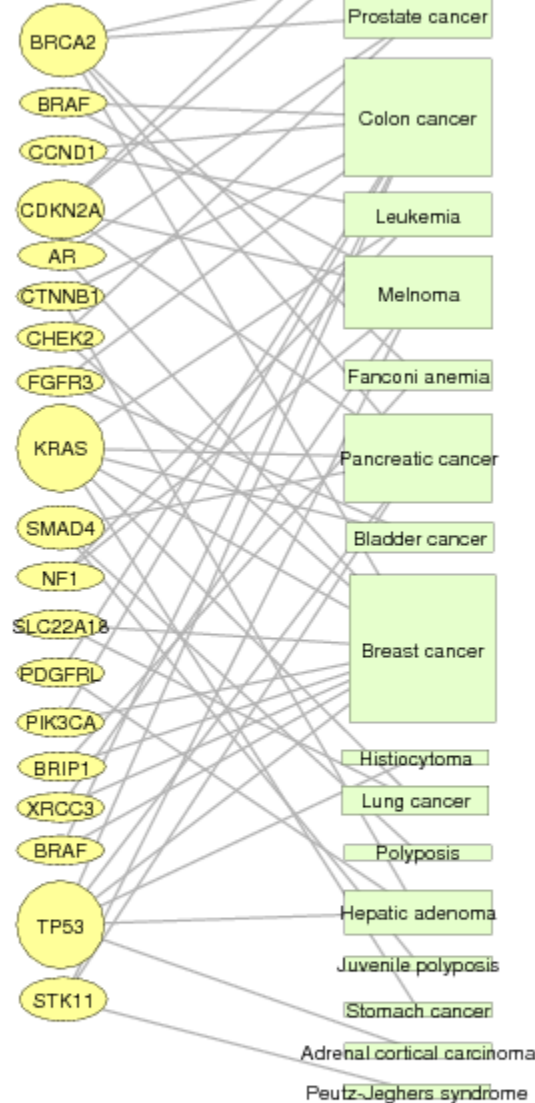 BRCA2
BRAF
CCND1
CDKN2A
AR
CTNNB1
CHEK2
FGFR3
KRAS
SMAD4
NF1
SLC22A18
PDGFRL
PIK3CA
BRIP1
XRCC3
BRAF
TP53
STK11
Prostate cancer
Colon cancer
Leukemia
Melnoma
Fanconi anemia
Pancreatic cancer
Bladder cancer
Breast cancer
Histiocytoma
Lung cancer
Polyposis
Hepatic adenoma
Juvenile polyposis
Stomach cancer
Adrenal cortical carcinoma
Peutz-Jeghers syndrome